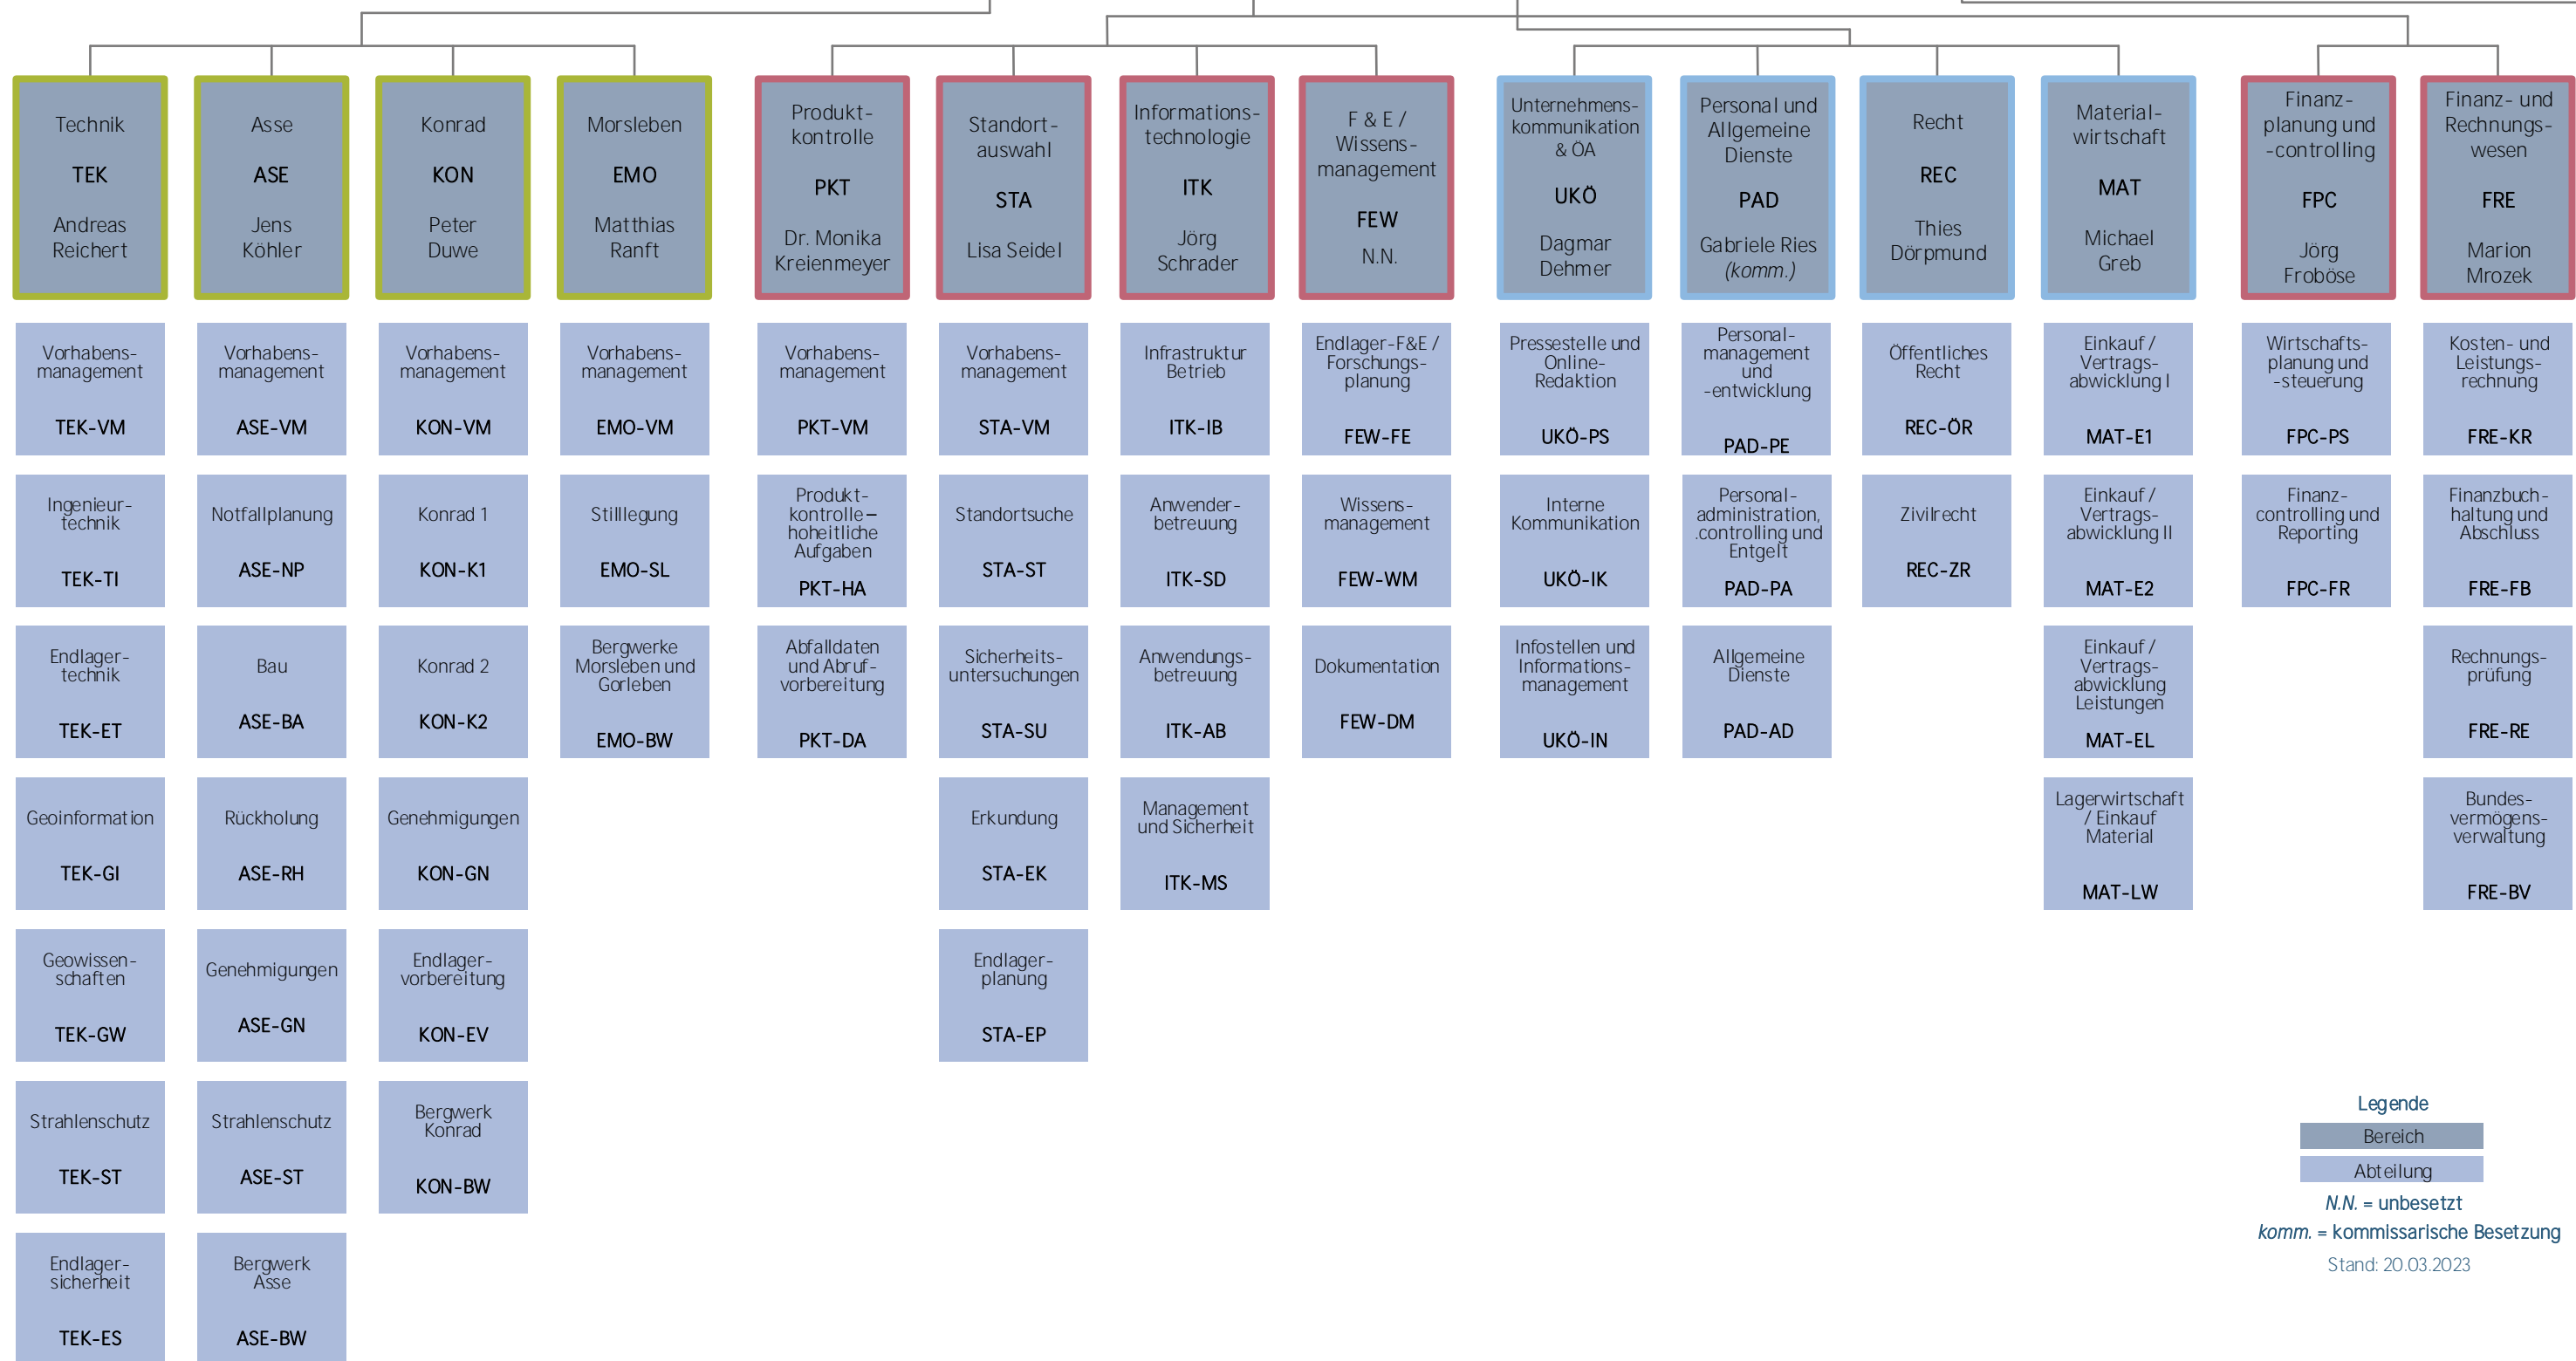 Technik
TEK
Andreas
Reichert
Asse
ASE
Jens
Köhler
Konrad
KON
Peter
Duwe
Morsleben
EMO
Matthias
Ranft
Produkt-
kontrolle
PKT
Dr. Monika
Kreienmeyer
Standort-
auswahl
STA
Lisa Seidel
Informations-
technologie
ITK
Jörg
Schrader
F & E /
Wissens-
management
FEW
N.N.
Unternehmens-
kommunikation
& ÖA
UKÖ
Dagmar
Dehmer
Personal und
Allgemeine
Dienste
PAD
Gabriele Ries
(komm.)
Recht
REC
Thies
Dörpmund
Material-
wirtschaft
MAT
Michael
Greb
Finanz-
planung und
-controlling
FPC
Jörg
Froböse
Finanz- und
Rechnungs-
wesen
FRE
Marion
Mrozek
Vorhabens-
management
TEK-VM
Vorhabens-
management
ASE-VM
Vorhabens-
management
KON-VM
Vorhabens-
management
EMO-VM
Vorhabens-
management
PKT-VM
Vorhabens-
management
STA-VM
Infrastruktur
Betrieb
ITK-IB
Endlager-F&E /
Forschungs-
planung
FEW-FE
Pressestelle und
Online-
Redaktion
UKÖ-PS
Personal-
management
und
-entwicklung
PAD-PE
Öffentliches
Recht
REC-ÖR
Einkauf /
Vertrags-
abwicklung I
MAT-E1
Wirtschafts-
planung und
-steuerung
FPC-PS
Kosten- und
Leistungs-
rechnung
FRE-KR
Ingenieur-
technik
TEK-TI
Notfallplanung
ASE-NP
Konrad 1
KON-K1
Stilllegung
EMO-SL
Produkt-
kontrolle –
hoheitliche
Aufgaben
PKT-HA
Standortsuche
STA-ST
Anwender-
betreuung
ITK-SD
Wissens-
management
FEW-WM
Interne
Kommunikation
UKÖ-IK
Personal-
administration,
.controlling und
Entgelt
PAD-PA
Zivilrecht
REC-ZR
Einkauf /
Vertrags-
abwicklung II
MAT-E2
Finanz-
controlling und
Reporting
FPC-FR
Finanzbuch-
haltung und
Abschluss
FRE-FB
Endlager-
technik
TEK-ET
Bau
ASE-BA
Konrad 2
KON-K2
Bergwerke
Morsleben und
Gorleben
EMO-BW
Abfalldaten
und Abruf-
vorbereitung
PKT-DA
Sicherheits-
untersuchungen
STA-SU
Anwendungs-
betreuung
ITK-AB
Dokumentation
FEW-DM
Infostellen und
Informations-
management
UKÖ-IN
Allgemeine
Dienste
PAD-AD
Einkauf /
Vertrags-
abwicklung
Leistungen
MAT-EL
Rechnungs-
prüfung
FRE-RE
Geoinformation
TEK-GI
Rückholung
ASE-RH
Genehmigungen
KON-GN
Erkundung
STA-EK
Management
und Sicherheit
ITK-MS
Lagerwirtschaft
/ Einkauf
Material
MAT-LW
Bundes-
vermögens-
verwaltung
FRE-BV
Geowissen-
schaften
TEK-GW
Genehmigungen
ASE-GN
Endlager-
vorbereitung
KON-EV
Endlager-
planung
STA-EP
Strahlenschutz
TEK-ST
Strahlenschutz
ASE-ST
Bergwerk
Konrad
KON-BW
Endlager-
sicherheit
TEK-ES
Bergwerk
Asse
ASE-BW
Legende
Bereich
Abteilung
N.N. = unbesetzt
komm. = kommissarische Besetzung
Stand: 20.03.2023